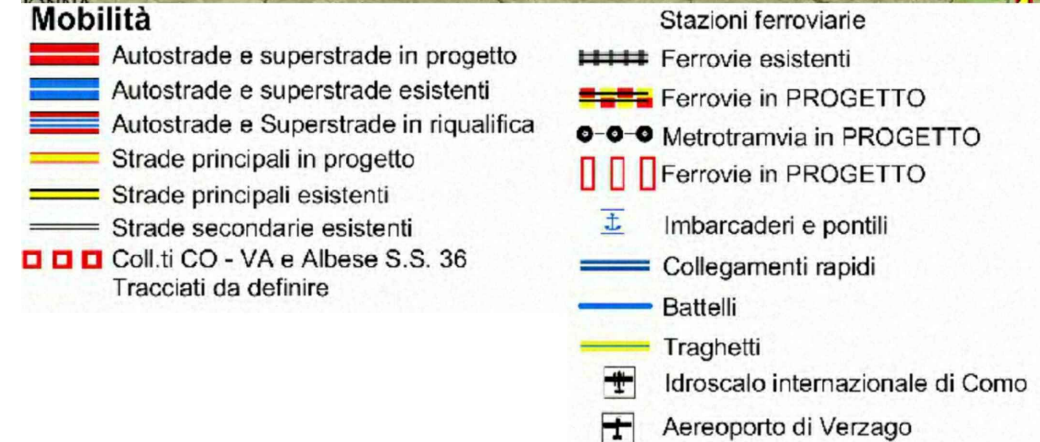 Mobilità
Autostrade e superstrade in progetto
Autostrade e superstrade esistenti
Autostrade e Superstrade in riqualifica
Strade principali in progetto
Strade principali esistenti
Strade secondarie esistenti
Coll.ti CO - VA e Albese S.S. 36
Tracciati da definire
Stazioni ferroviarie
Ferrovie esistenti
Ferrovie in PROGETTO
Metrotramvia in PROGETTO
Ferrovie in PROGETTO
Imbarcaderi e pontili
Collegamenti rapidi
Battelli
Traghetti
Idroscalo internazionale di Como
Aereoporto di Verzago